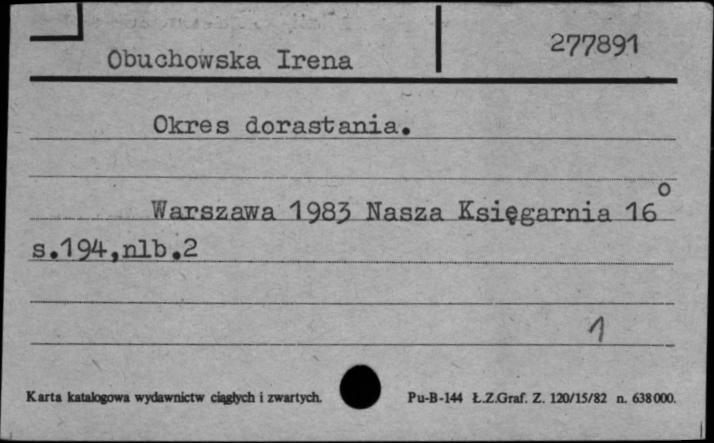 Obuchowska Irena 277891
Okres dorastania.
Warszawa 1983 Nasza Księgarnia 16°
s.194,nlb.2
1
Karta katalogowa wydawnictw ciągłych i zwartych. Pu-B-144 Ł.Z.Graf. Z. 120/15/82 n. 638000.